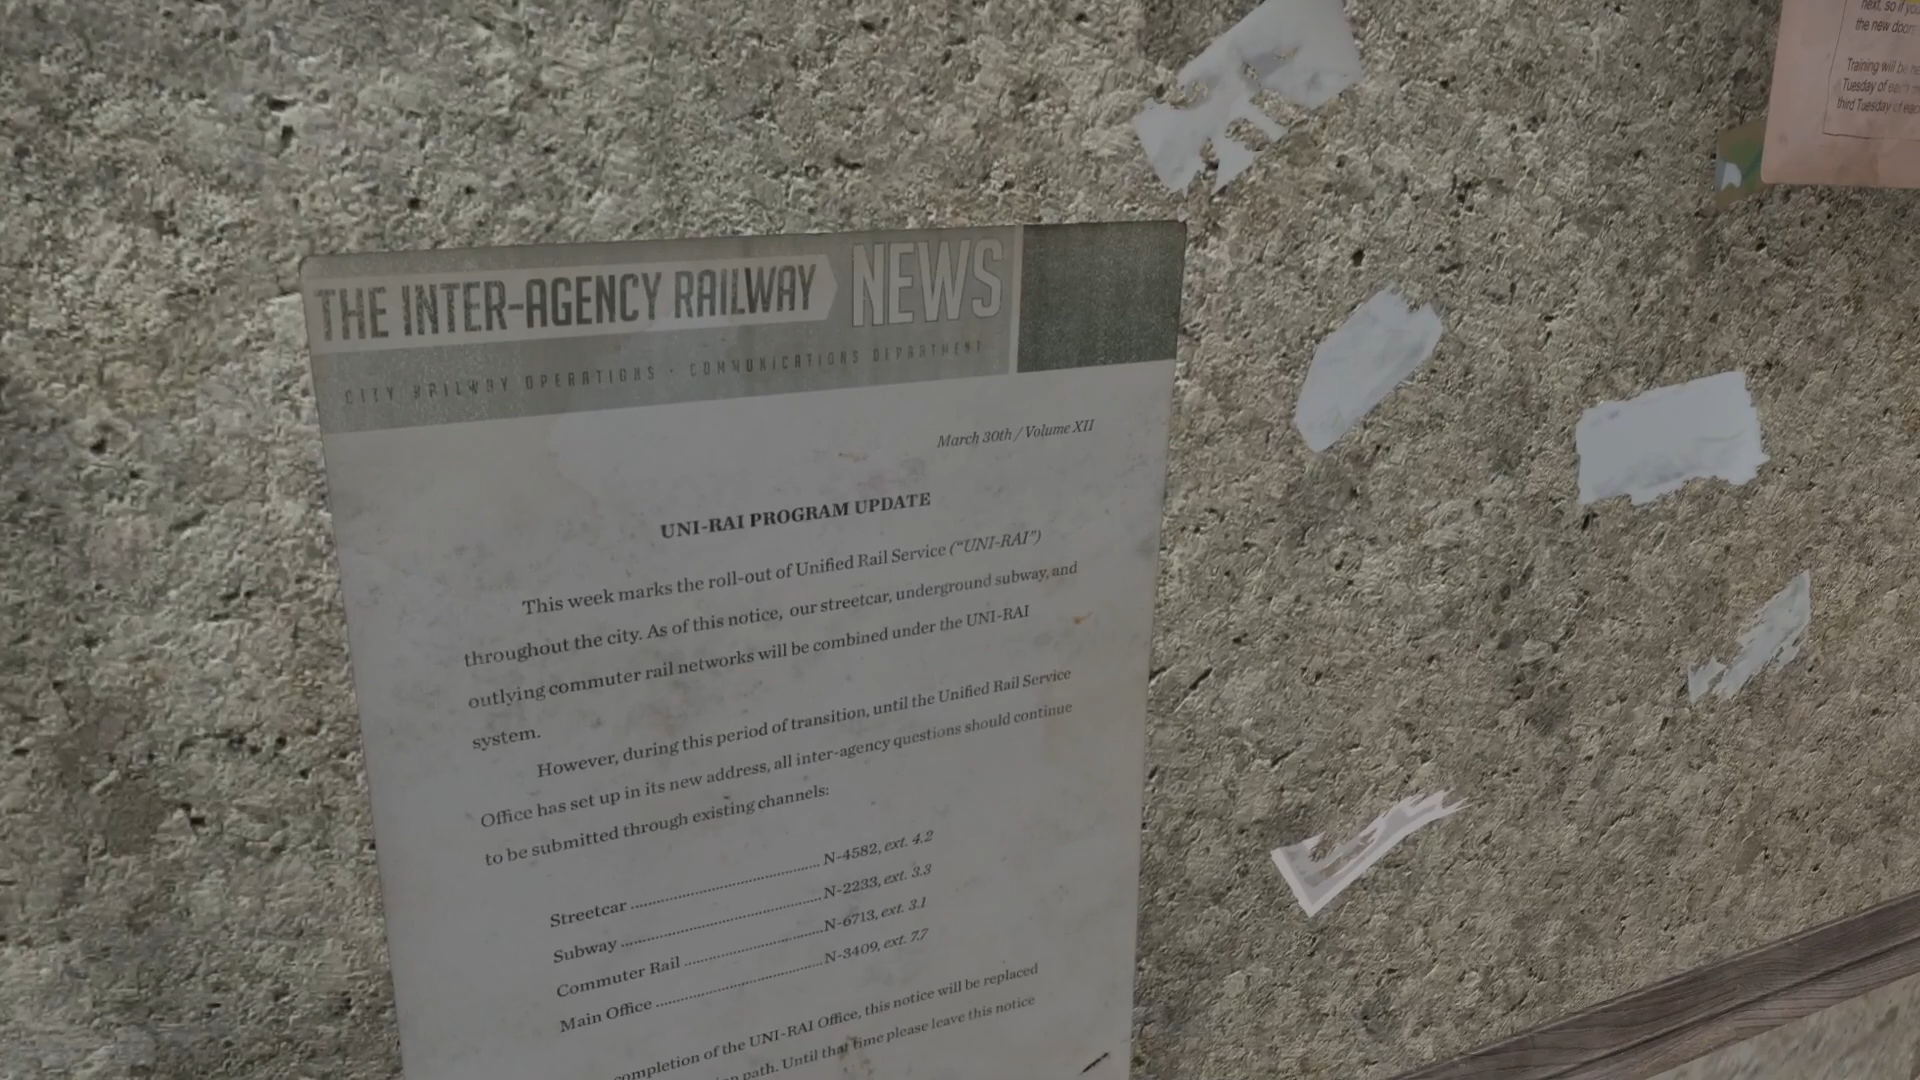 next, so if you
the new doors
Training will be
Tuesday of each
third Tuesday of eac
THE INTER-AGENCY RAILWAY NEWS
CITY RAILWAY OPERATIONS · COMMUNICATIONS DEPARTMENT
March 30th / Volume XII
UNI-RAI PROGRAM UPDATE
This week marks the roll-out of Unified Rail Service ("UNI-RAI")
throughout the city. As of this notice, our streetcar, underground subway, and
outlying commuter rail networks will be combined under the UNI-RAI
system.
However, during this period of transition, until the Unified Rail Service
Office has set up in its new address, all inter-agency questions should continue
to be submitted through existing channels:
Streetcar ........................................ N-4582, ext. 4.2
Subway ........................................... N-2233, ext. 3.3
Commuter Rail .............................. N-6713, ext. 3.1
Main Office .................................... N-3409, ext. 7.7
completion of the UNI-RAI Office, this notice will be replaced
path. Until that time please leave this notice